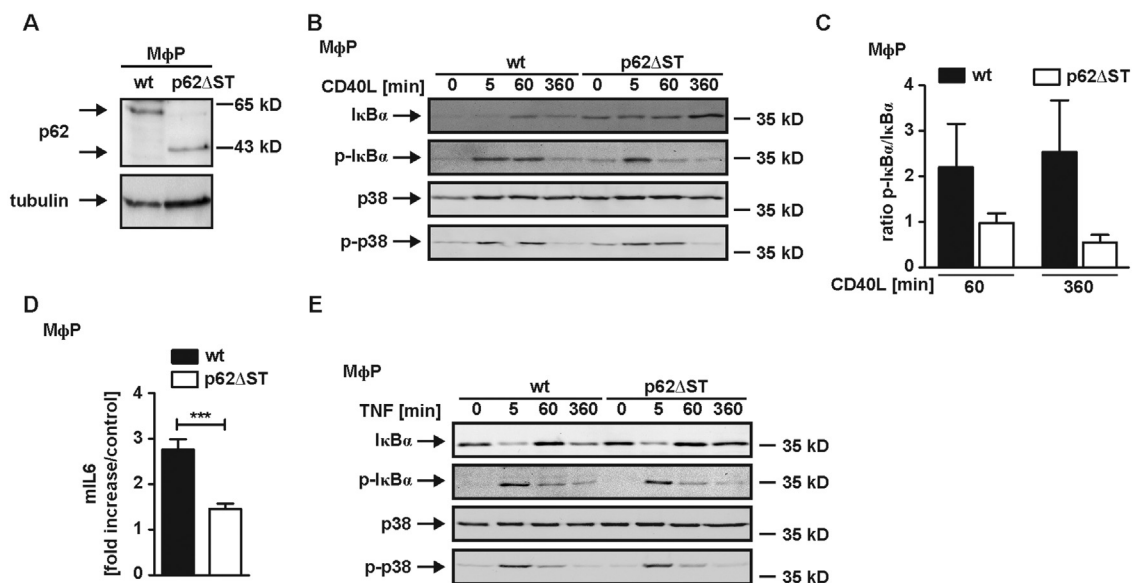 A
MϕP
wt p62ΔST
65 kD
p62
43 kD
tubulin
B
MϕP
wt p62ΔST
CD40L [min] 0 5 60 360 0 5 60 360
IκBα 35 kD
p-IκBα 35 kD
p38 35 kD
p-p38 35 kD
C
MϕP
wt
p62ΔST
ratio p-IκBα/IκBα
4
3
2
1
0
CD40L [min] 60 360
D
MϕP
wt
p62ΔST
mIL6
[fold increase/control]
4
3
2
1
0
***
E
MϕP
wt p62ΔST
TNF [min] 0 5 60 360 0 5 60 360
IκBα 35 kD
p-IκBα 35 kD
p38 35 kD
p-p38 35 kD